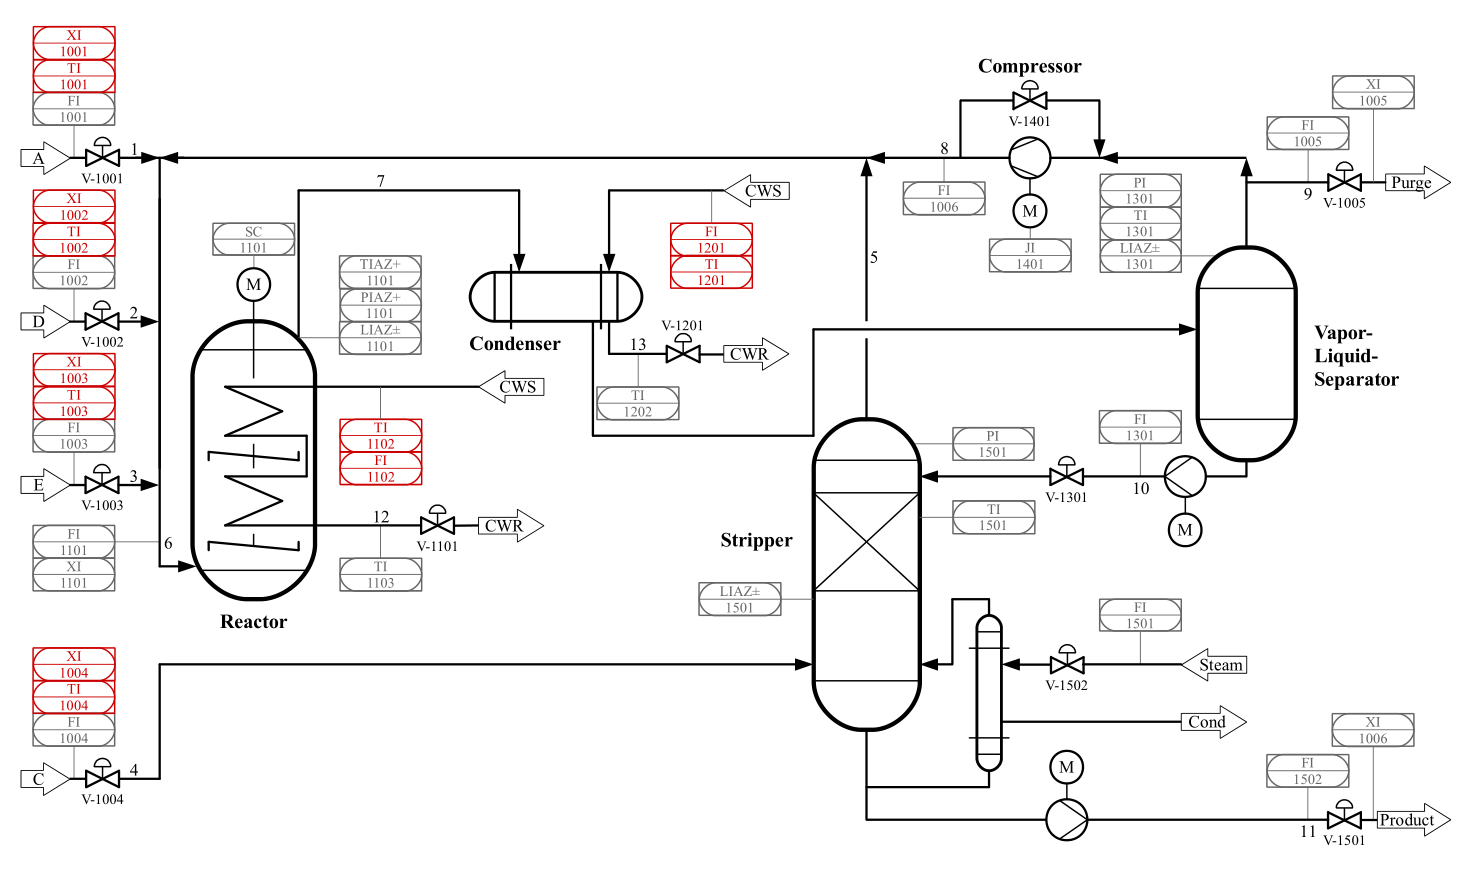 XI
1001
TI
1001
FI
1001
A
V-1001
1
XI
1002
TI
1002
FI
1002
D
V-1002
2
XI
1003
TI
1003
FI
1003
E
V-1003
3
FI
1101
XI
1101
6
XI
1004
TI
1004
FI
1004
C
V-1004
4
7
SC
1101
M
TIAZ+
1101
PIAZ+
1101
LIAZ±
1101
CWS
TI
1102
FI
1102
12
V-1101
CWR
TI
1103
Reactor
CWS
FI
1201
TI
1201
Condenser
V-1201
13
CWR
TI
1202
Compressor
V-1401
8
FI
1006
M
JI
1401
5
PI
1301
TI
1301
LIAZ±
1301
XI
1005
FI
1005
9
V-1005
Purge
Vapor-
Liquid-
Separator
FI
1301
10
M
V-1301
PI
1501
TI
1501
Stripper
LIAZ±
1501
FI
1501
V-1502
Steam
Cond
M
XI
1006
FI
1502
11
V-1501
Product